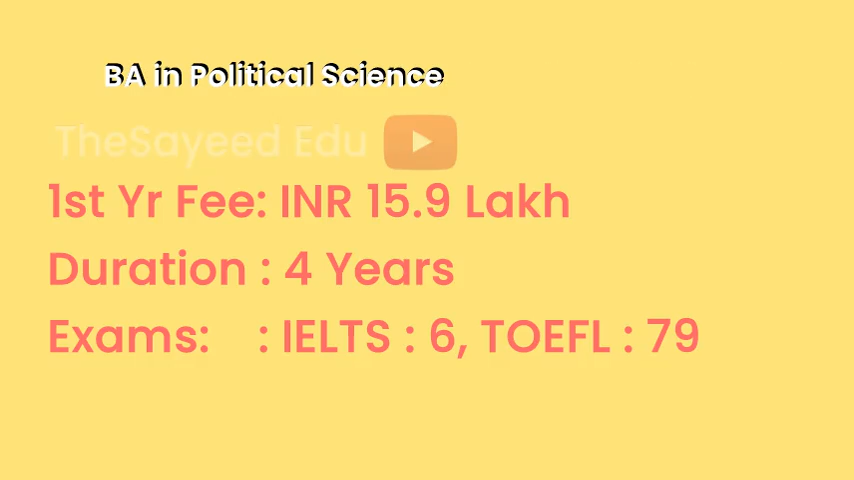 BA in Political Science
TheSayeed Edu
1st Yr Fee: INR 15.9 Lakh
Duration : 4 Years
Exams: : IELTS : 6, TOEFL : 79